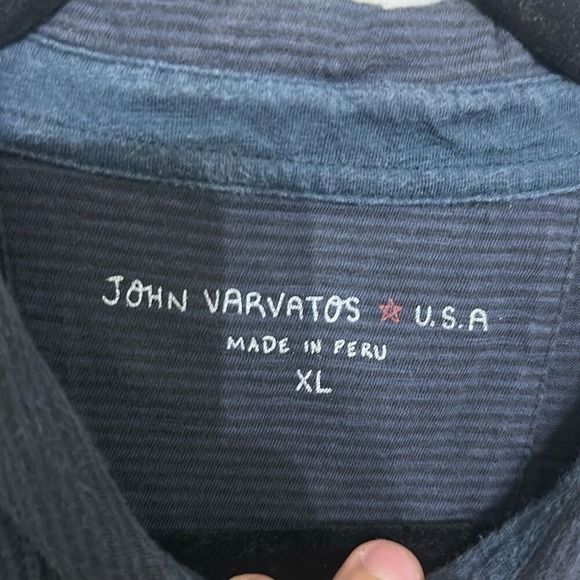 JOHN VARVATOS ★ U.S.A
MADE IN PERU
XL